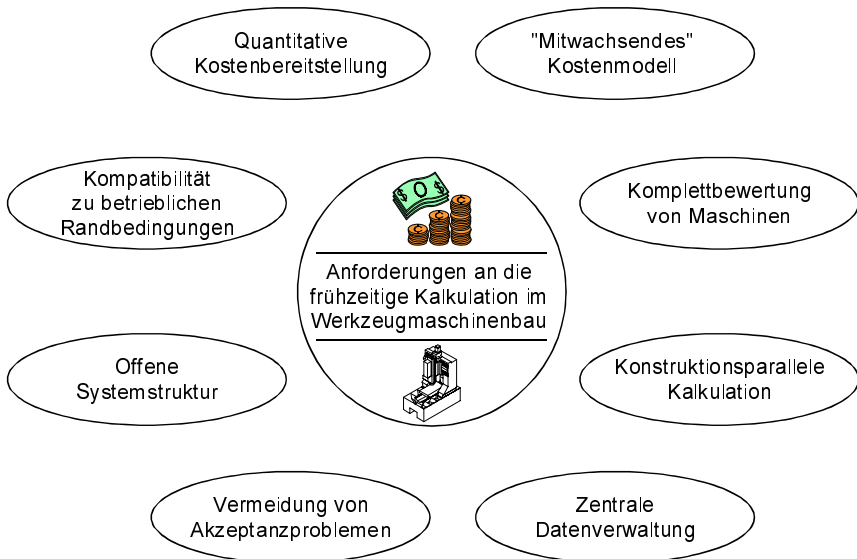 Quantitative
Kostenbereitstellung
"Mitwachsendes"
Kostenmodell
Kompatibilität
zu betrieblichen
Randbedingungen
$ O $
C
C
C
Komplettbewertung
von Maschinen
Anforderungen an die
frühzeitige Kalkulation im
Werkzeugmaschinenbau
Offene
Systemstruktur
Konstruktionsparallele
Kalkulation
Vermeidung von
Akzeptanzproblemen
Zentrale
Datenverwaltung